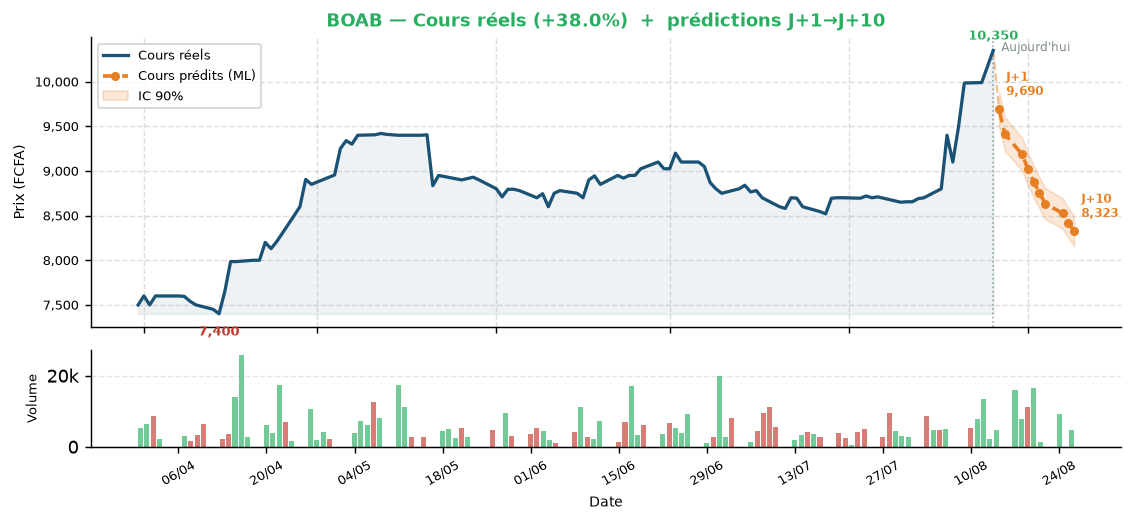 BOAB — Cours réels (+38.0%)  +  prédictions J+1→J+10
Cours réels
Cours prédits (ML)
IC 90%
10,350
Aujourd'hui
J+1
9,690
J+10
8,323
7,400
Prix (FCFA)
10,000
9,500
9,000
8,500
8,000
7,500
Volume
20k
0
06/04
20/04
04/05
18/05
01/06
15/06
29/06
13/07
27/07
10/08
24/08
Date